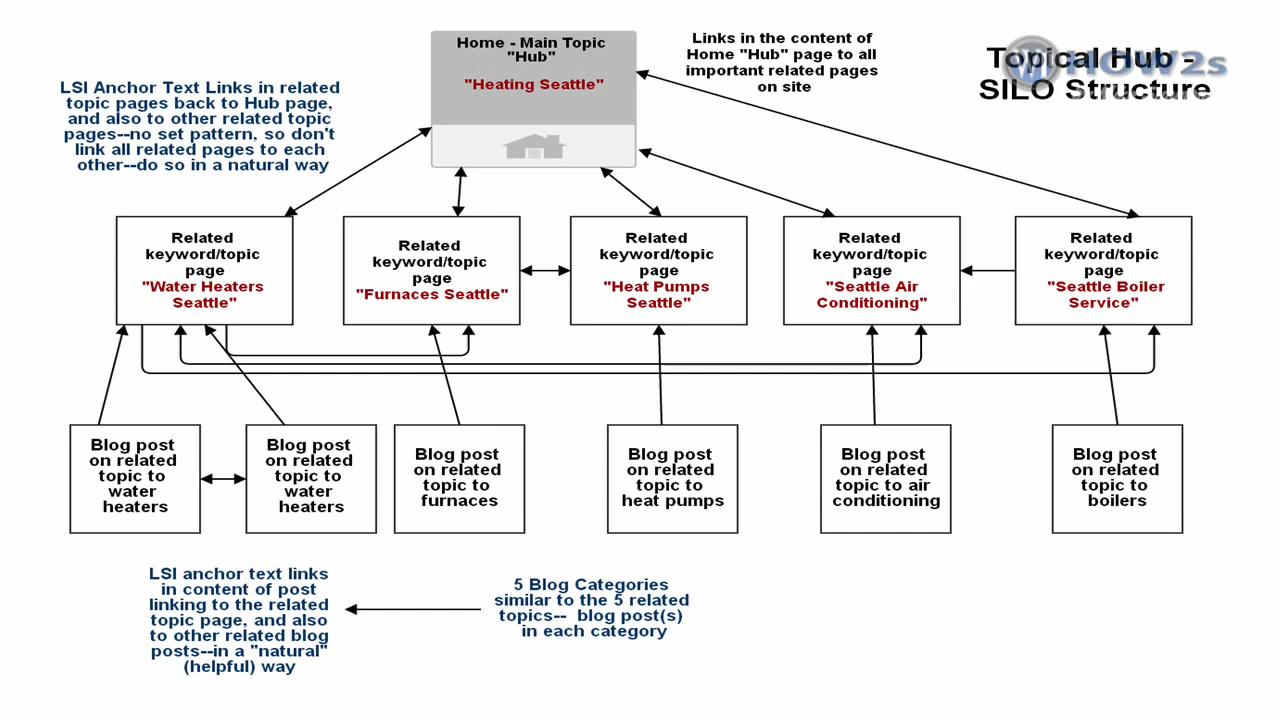 Home - Main Topic
"Hub"
"Heating Seattle"
Links in the content of
Home "Hub" page to all
important related pages
on site
Topical Hub -
SILO Structure
HOW2s
LSI Anchor Text Links in related
topic pages back to Hub page,
and also to other related topic
pages--no set pattern, so don't
link all related pages to each
other--do so in a natural way
Related
keyword/topic
page
"Water Heaters
Seattle"
Related
keyword/topic
page
"Furnaces Seattle"
Related
keyword/topic
page
"Heat Pumps
Seattle"
Related
keyword/topic
page
"Seattle Air
Conditioning"
Related
keyword/topic
page
"Seattle Boiler
Service"
Blog post
on related
topic to
water
heaters
Blog post
on related
topic to
water
heaters
Blog post
on related
topic to
furnaces
Blog post
on related
topic to
heat pumps
Blog post
on related
topic to air
conditioning
Blog post
on related
topic to
boilers
LSI anchor text links
in content of post
linking to the related
topic page, and also
to other related blog
posts--in a "natural"
(helpful) way
5 Blog Categories
similar to the 5 related
topics-- blog post(s)
in each category